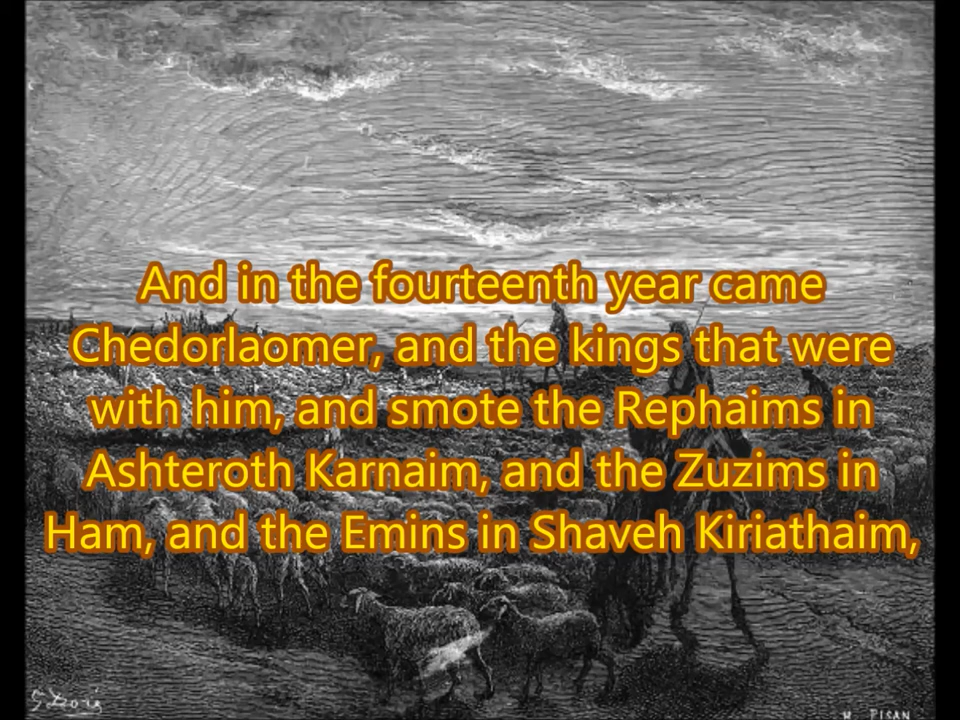 And in the fourteenth year came
Chedorlaomer, and the kings that were
with him, and smote the Rephaims in
Ashteroth Karnaim, and the Zuzims in
Ham, and the Emins in Shaveh Kiriathaim,
G Doré
H. PISAN